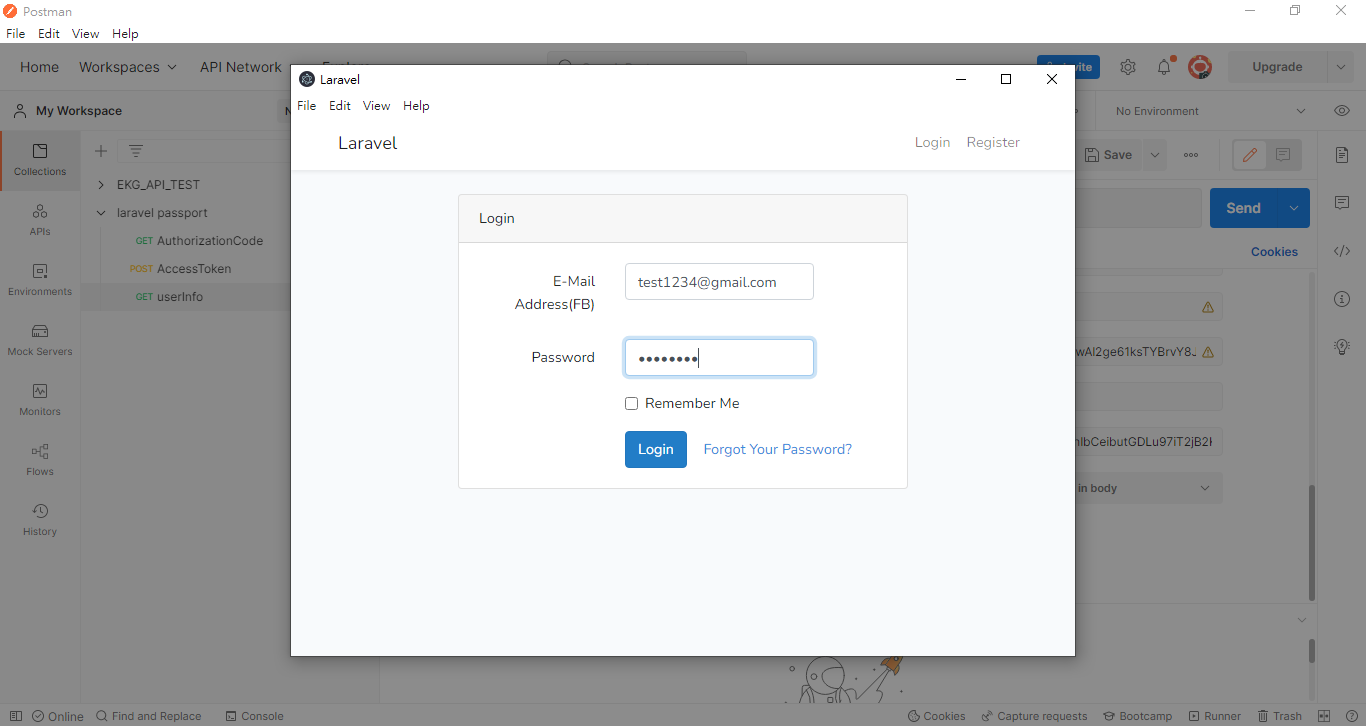 Postman
File Edit View Help
Home Workspaces API Network Upgrade
My Workspace No Environment
Laravel
File Edit View Help
Laravel Login Register
Save
Collections
EKG_API_TEST
laravel passport
GET AuthorizationCode
POST AccessToken
GET userInfo
Send
Cookies
APIs
Environments
Mock Servers
Monitors
Flows
History
Login
E-Mail Address(FB) test1234@gmail.com
Password ••••••••
Remember Me
Login Forgot Your Password?
wAI2ge61ksTYBrvY8.
in body
Online Find and Replace Console Cookies Capture requests Bootcamp Runner Trash